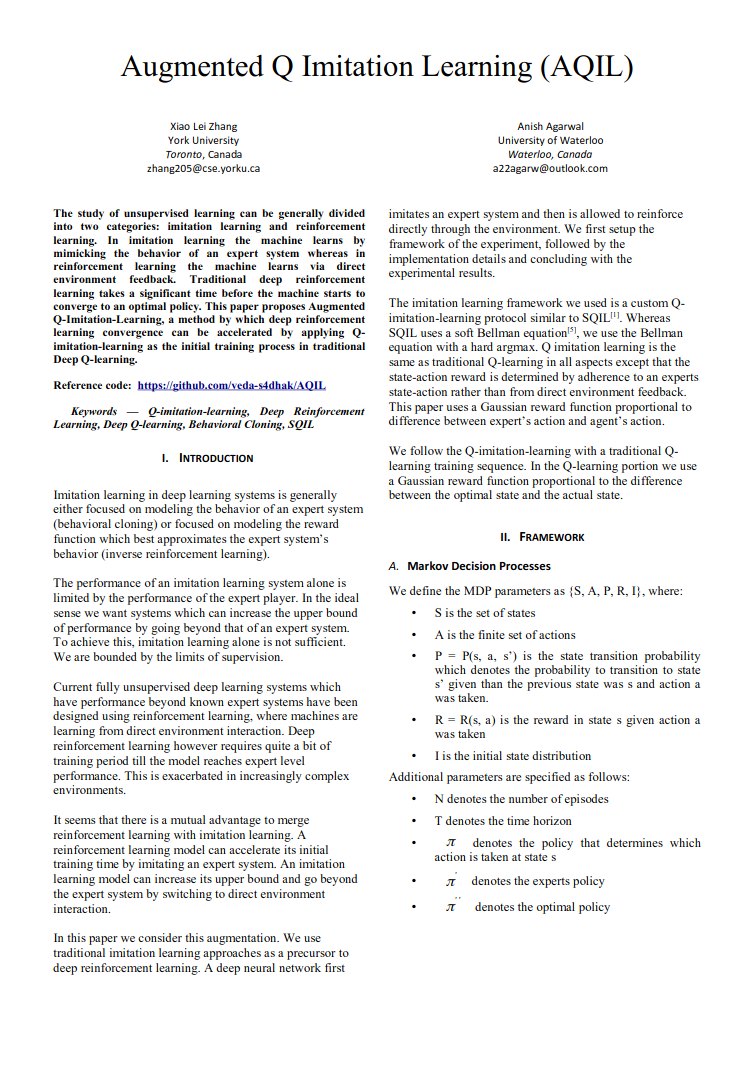 Augmented Q Imitation Learning (AQIL)
Xiao Lei Zhang
York University
Toronto, Canada
zhang205@cse.yorku.ca
Anish Agarwal
University of Waterloo
Waterloo, Canada
a22agarw@outlook.com
The study of unsupervised learning can be generally divided
into two categories: imitation learning and reinforcement
learning. In imitation learning the machine learns by
mimicking the behavior of an expert system whereas in
reinforcement learning the machine learns via direct
environment feedback. Traditional deep reinforcement
learning takes a significant time before the machine starts to
converge to an optimal policy. This paper proposes Augmented
Q-Imitation-Learning, a method by which deep reinforcement
learning convergence can be accelerated by applying Q-
imitation-learning as the initial training process in traditional
Deep Q-learning.
Reference code: https://github.com/veda-s4dhak/AQIL
Keywords — Q-imitation-learning, Deep Reinforcement
Learning, Deep Q-learning, Behavioral Cloning, SQIL
I. INTRODUCTION
Imitation learning in deep learning systems is generally
either focused on modeling the behavior of an expert system
(behavioral cloning) or focused on modeling the reward
function which best approximates the expert system's
behavior (inverse reinforcement learning).
The performance of an imitation learning system alone is
limited by the performance of the expert player. In the ideal
sense we want systems which can increase the upper bound
of performance by going beyond that of an expert system.
To achieve this, imitation learning alone is not sufficient.
We are bounded by the limits of supervision.
Current fully unsupervised deep learning systems which
have performance beyond known expert systems have been
designed using reinforcement learning, where machines are
learning from direct environment interaction. Deep
reinforcement learning however requires quite a bit of
training period till the model reaches expert level
performance. This is exacerbated in increasingly complex
environments.
It seems that there is a mutual advantage to merge
reinforcement learning with imitation learning. A
reinforcement learning model can accelerate its initial
training time by imitating an expert system. An imitation
learning model can increase its upper bound and go beyond
the expert system by switching to direct environment
interaction.
In this paper we consider this augmentation. We use
traditional imitation learning approaches as a precursor to
deep reinforcement learning. A deep neural network first
imitates an expert system and then is allowed to reinforce
directly through the environment. We first setup the
framework of the experiment, followed by the
implementation details and concluding with the
experimental results.
The imitation learning framework we used is a custom Q-
imitation-learning protocol similar to SQIL[1]. Whereas
SQIL uses a soft Bellman equation[5], we use the Bellman
equation with a hard argmax. Q imitation learning is the
same as traditional Q-learning in all aspects except that the
state-action reward is determined by adherence to an experts
state-action rather than from direct environment feedback.
This paper uses a Gaussian reward function proportional to
difference between expert's action and agent's action.
We follow the Q-imitation-learning with a traditional Q-
learning training sequence. In the Q-learning portion we use
a Gaussian reward function proportional to the difference
between the optimal state and the actual state.
II. FRAMEWORK
A. Markov Decision Processes
We define the MDP parameters as {S, A, P, R, I}, where:
• S is the set of states
• A is the finite set of actions
• P = P(s, a, s’) is the state transition probability
which denotes the probability to transition to state
s’ given than the previous state was s and action a
was taken.
• R = R(s, a) is the reward in state s given action a
was taken
• I is the initial state distribution
Additional parameters are specified as follows:
• N denotes the number of episodes
• T denotes the time horizon
• π denotes the policy that determines which
action is taken at state s
• π' denotes the experts policy
• π'' denotes the optimal policy